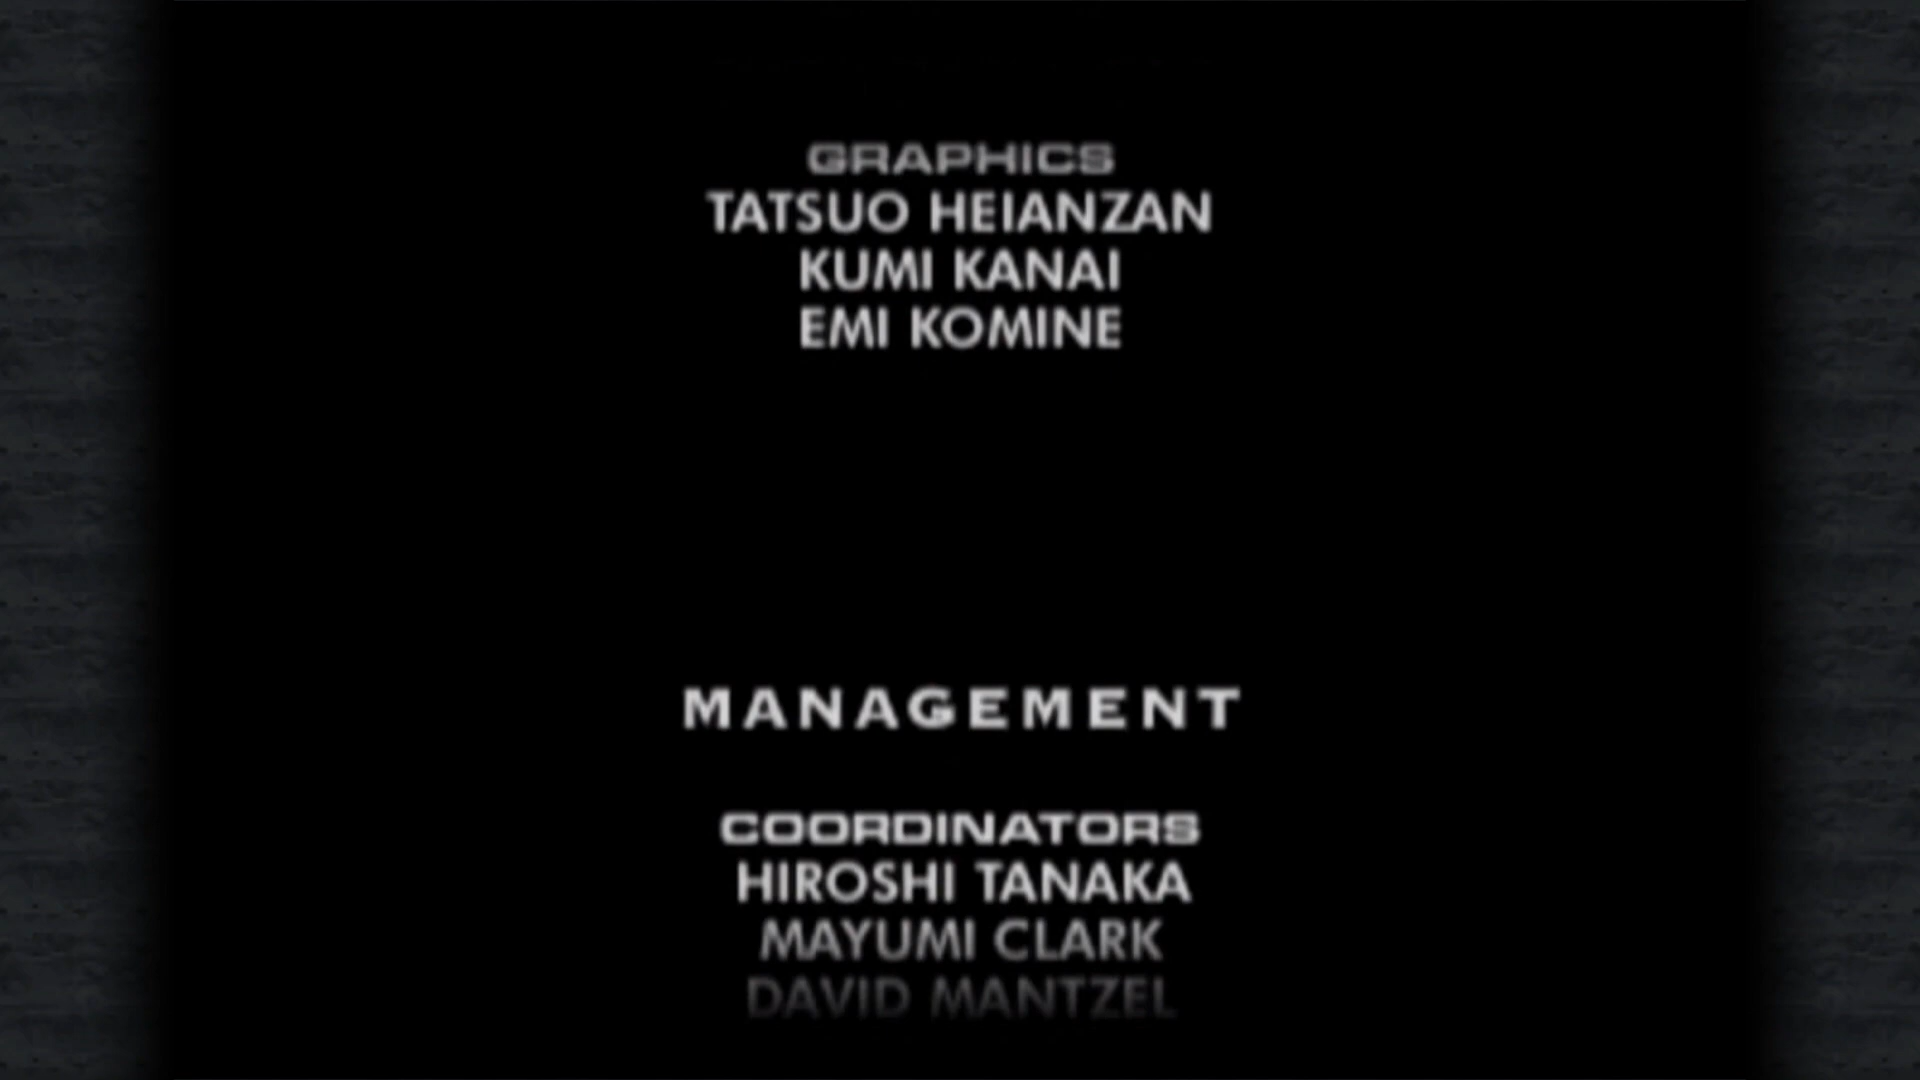 GRAPHICS
TATSUO HEIANZAN
KUMI KANAI
EMI KOMINE
MANAGEMENT
COORDINATORS
HIROSHI TANAKA
MAYUMI CLARK
DAVID MANTZEL